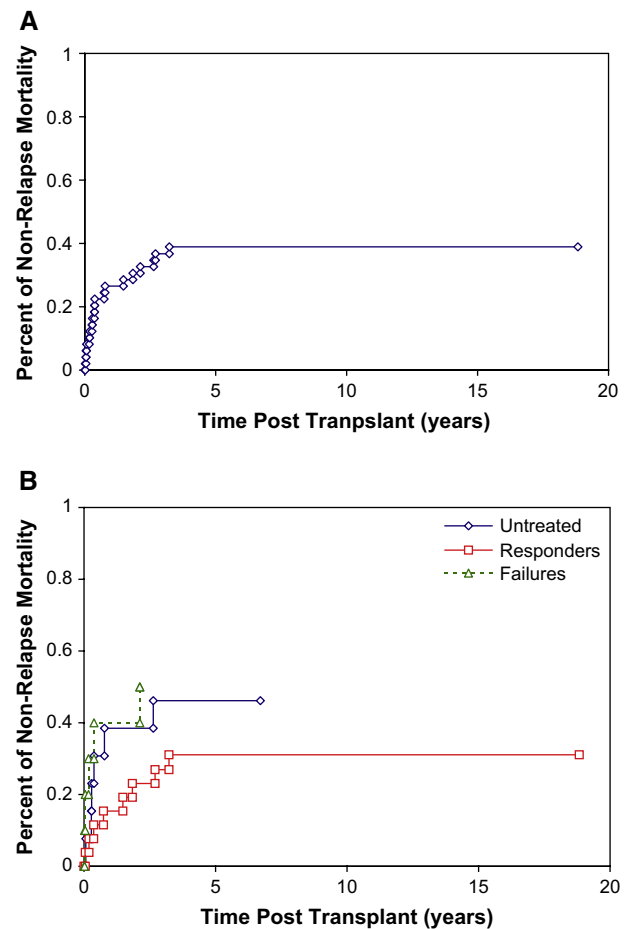 A
Percent of Non-Relapse Mortality
1
0.8
0.6
0.4
0.2
0
0 5 10 15 20
Time Post Tranpslant (years)
B
Percent of Non-Relapse Mortality
1
0.8
0.6
0.4
0.2
0
Untreated
Responders
Failures
0 5 10 15 20
Time Post Transplant (years)